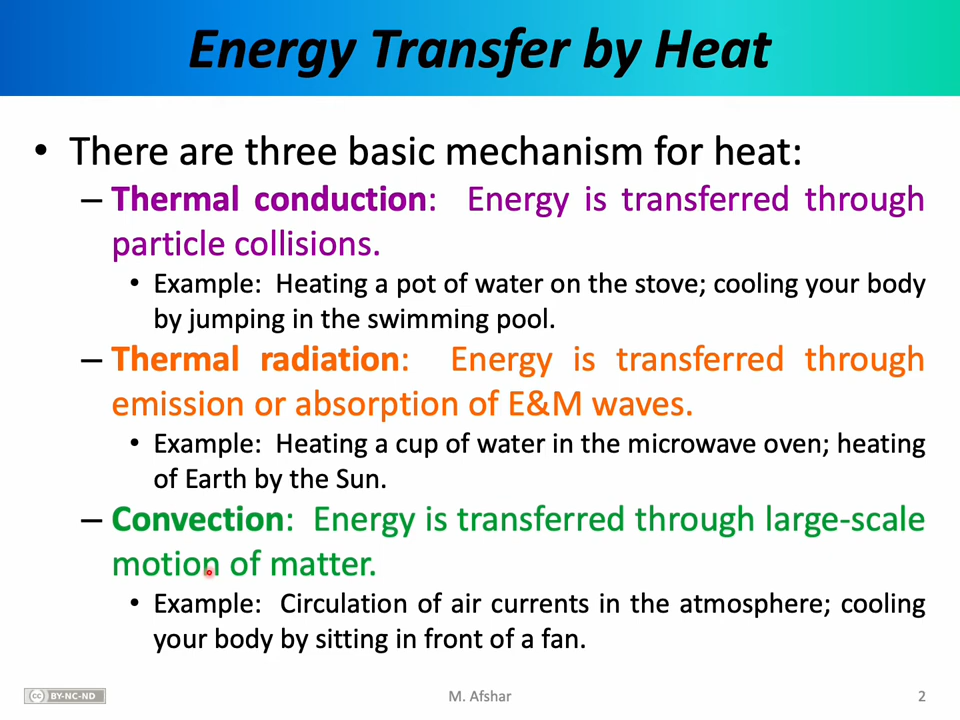 Energy Transfer by Heat
• There are three basic mechanism for heat:
– Thermal conduction: Energy is transferred through
particle collisions.
• Example: Heating a pot of water on the stove; cooling your body
by jumping in the swimming pool.
– Thermal radiation: Energy is transferred through
emission or absorption of E&M waves.
• Example: Heating a cup of water in the microwave oven; heating
of Earth by the Sun.
– Convection: Energy is transferred through large-scale
motion of matter.
• Example: Circulation of air currents in the atmosphere; cooling
your body by sitting in front of a fan.
cc BY-NC-ND
M. Afshar
2